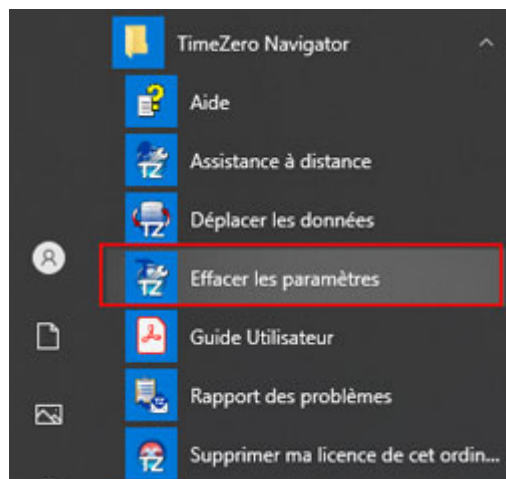 TimeZero Navigator
Aide
Assistance à distance
Déplacer les données
Effacer les paramètres
Guide Utilisateur
Rapport des problèmes
Supprimer ma licence de cet ordin...